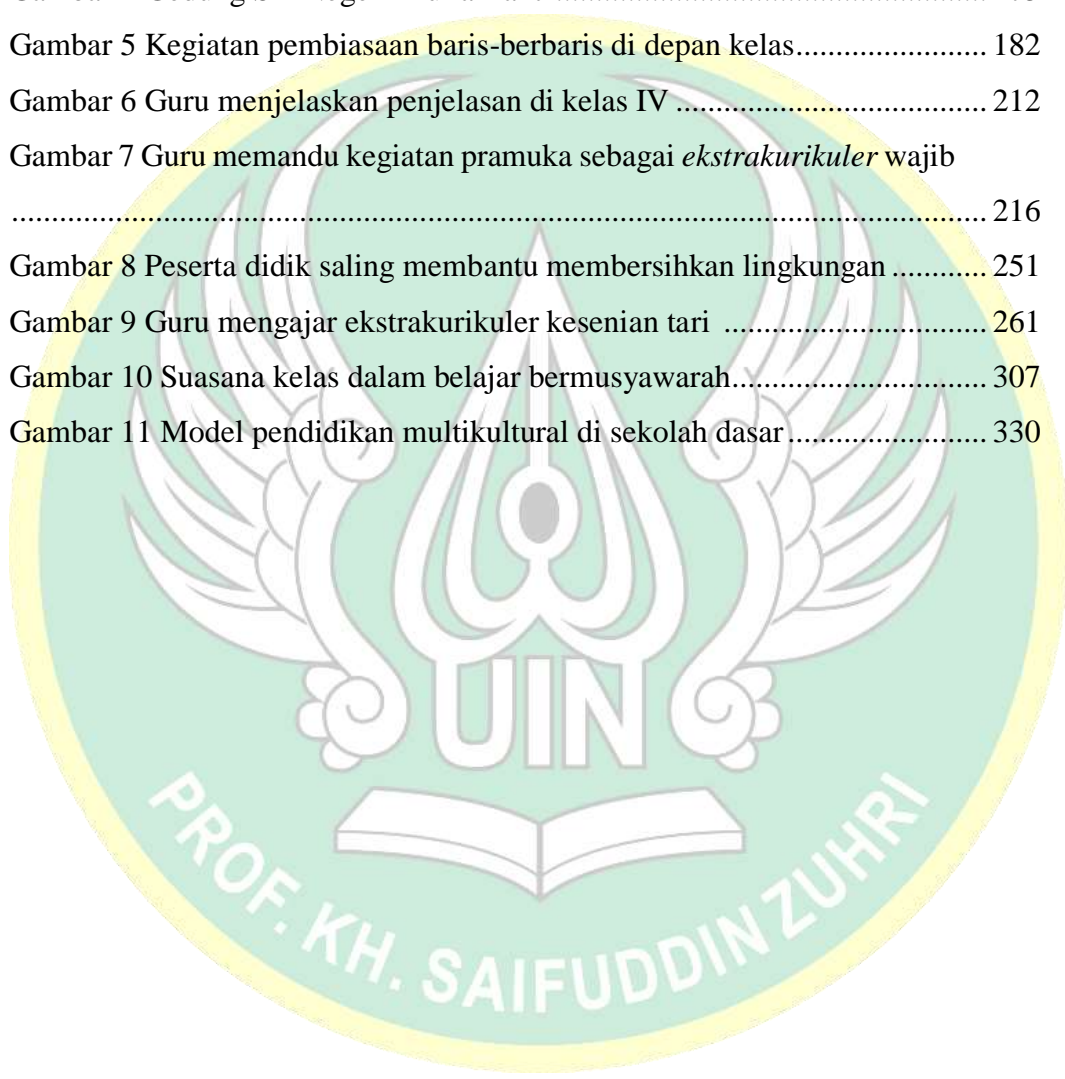 Gambar 5 Kegiatan pembiasaan baris-berbaris di depan kelas........................ 182
Gambar 6 Guru menjelaskan penjelasan di kelas IV ....................................... 212
Gambar 7 Guru memandu kegiatan pramuka sebagai ekstrakurikuler wajib
............................................................................................................................ 216
Gambar 8 Peserta didik saling membantu membersihkan lingkungan ............ 251
Gambar 9 Guru mengajar ekstrakurikuler kesenian tari ................................. 261
Gambar 10 Suasana kelas dalam belajar bermusyawarah................................ 307
Gambar 11 Model pendidikan multikultural di sekolah dasar......................... 330
UIN
PROF. KH. SAIFUDDIN ZUHRI